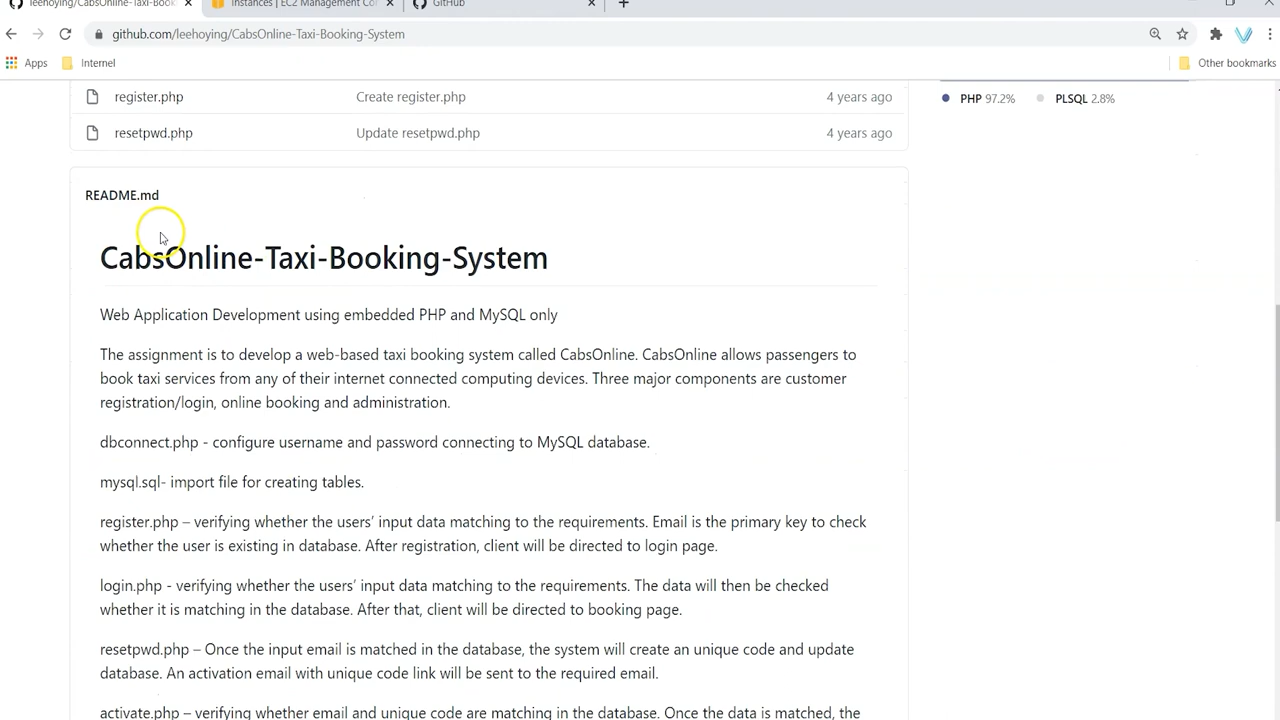 leehoying/CabsOnline-Taxi-Book
Instances | EC2 Management Co
GitHub
github.com/leehoying/CabsOnline-Taxi-Booking-System
Apps
Internet
Other bookmarks
register.php
Create register.php
4 years ago
PHP 97.2%
PLSQL 2.8%
resetpwd.php
Update resetpwd.php
4 years ago
README.md
CabsOnline-Taxi-Booking-System
Web Application Development using embedded PHP and MySQL only
The assignment is to develop a web-based taxi booking system called CabsOnline. CabsOnline allows passengers to
book taxi services from any of their internet connected computing devices. Three major components are customer
registration/login, online booking and administration.
dbconnect.php - configure username and password connecting to MySQL database.
mysql.sql- import file for creating tables.
register.php – verifying whether the users’ input data matching to the requirements. Email is the primary key to check
whether the user is existing in database. After registration, client will be directed to login page.
login.php - verifying whether the users’ input data matching to the requirements. The data will then be checked
whether it is matching in the database. After that, client will be directed to booking page.
resetpwd.php – Once the input email is matched in the database, the system will create an unique code and update
database. An activation email with unique code link will be sent to the required email.
activate.php – verifying whether email and unique code are matching in the database. Once the data is matched, the